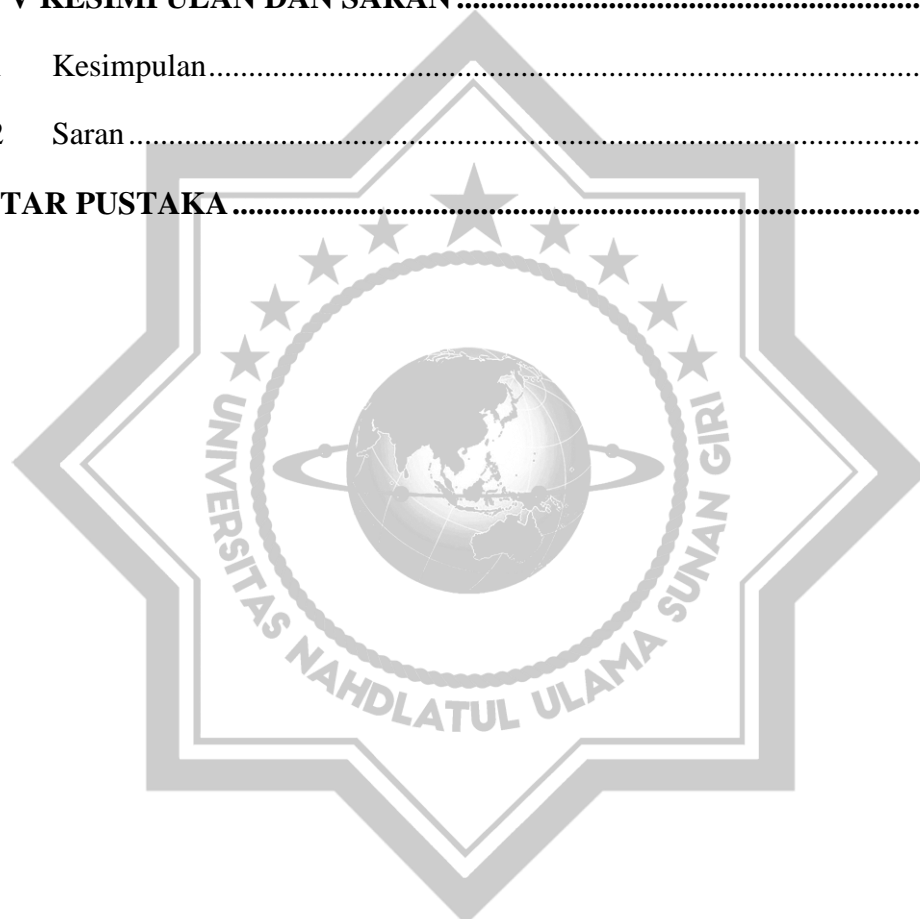 V KESIMPULAN DAN SARAN
Kesimpulan
2 Saran
TAR PUSTAKA
UNIVERSITAS NAHDLATUL ULAMA SUNAN GIRI